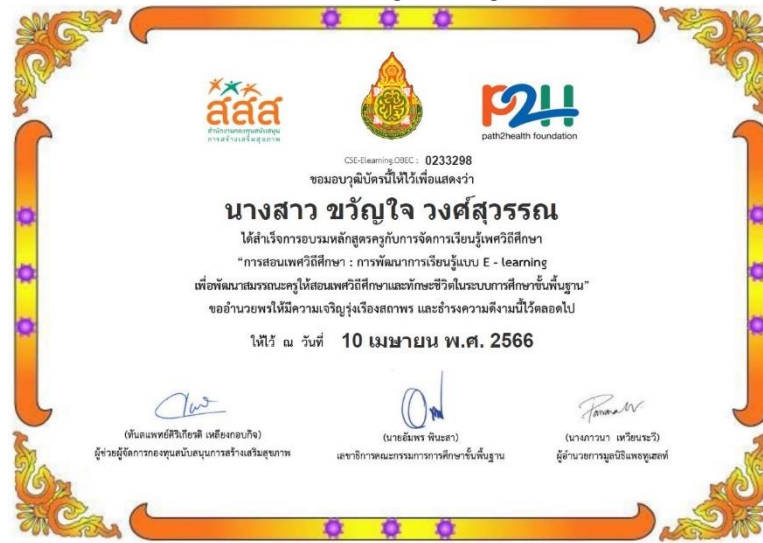 สสส
สำนักงานกองทุนสนับสนุน
การสร้างเสริมสุขภาพ
P2H
path2health foundation
CSE-Elearning.OBEC : 0233298
ขอมอบวุฒิบัตรนี้ให้ไว้เพื่อแสดงว่า
นางสาว ขวัญใจ วงศ์สุวรรณ
ได้สำเร็จการอบรมหลักสูตรครูกับการจัดการเรียนรู้เพศวิถีศึกษา
"การสอนเพศวิถีศึกษา : การพัฒนาการเรียนรู้แบบ E - learning
เพื่อพัฒนาสมรรถนะครูให้สอนเพศวิถีศึกษาและทักษะชีวิตในระบบการศึกษาขั้นพื้นฐาน"
ขออำนวยพรให้มีความเจริญรุ่งเรืองสถาพร และธำรงความดีงามนี้ไว้ตลอดไป
ให้ไว้ ณ วันที่ 10 เมษายน พ.ศ. 2566
(ทันตแพทย์ศิริเกียรติ เหลียงกอบกิจ)
ผู้ช่วยผู้จัดการกองทุนสนับสนุนการสร้างเสริมสุขภาพ
(นายอัมพร พินะสา)
เลขาธิการคณะกรรมการการศึกษาขั้นพื้นฐาน
(นางภาวนา เหวียนระวี)
ผู้อำนวยการมูลนิธิแพธทูเฮลท์